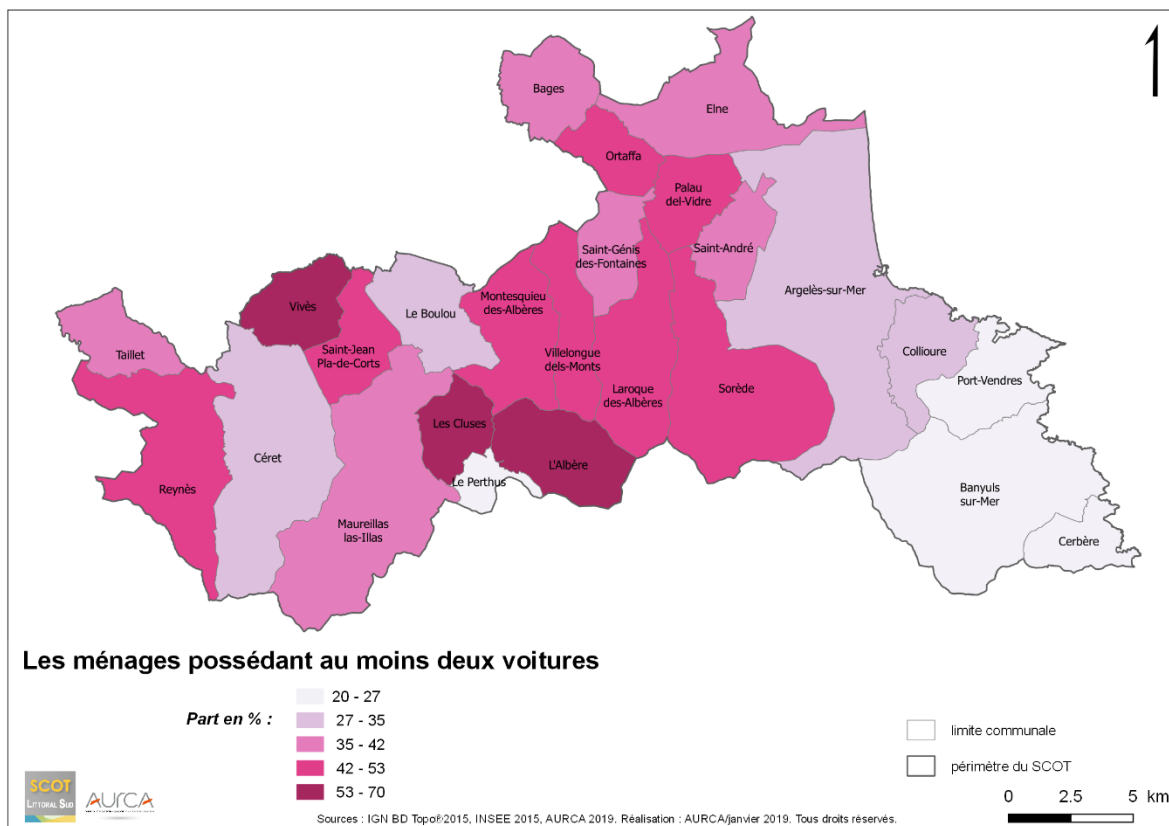 Bages
Elne
Ortaffa
Palau
del-Vidre
Saint-Génis
des-Fontaines
Saint-André
Argelès-sur-Mer
Vivès
Le Boulou
Montesquieu
des-Albères
Taillet
Saint-Jean
Pla-de-Corts
Villelongue
dels-Monts
Collioure
Port-Vendres
Laroque
des-Albères
Sorède
Les Cluses
Céret
L'Albère
Le Perthus
Reynès
Banyuls
sur-Mer
Maureillas
las-Illas
Cerbère
Les ménages possédant au moins deux voitures
Part en % :
20 - 27
27 - 35
35 - 42
42 - 53
53 - 70
limite communale
périmètre du SCOT
0 2.5 5 km
SCOT
LITTORAL SUD
AURCA
Sources : IGN BD Topo®2015, INSEE 2015, AURCA 2019. Réalisation : AURCA/janvier 2019. Tous droits réservés.